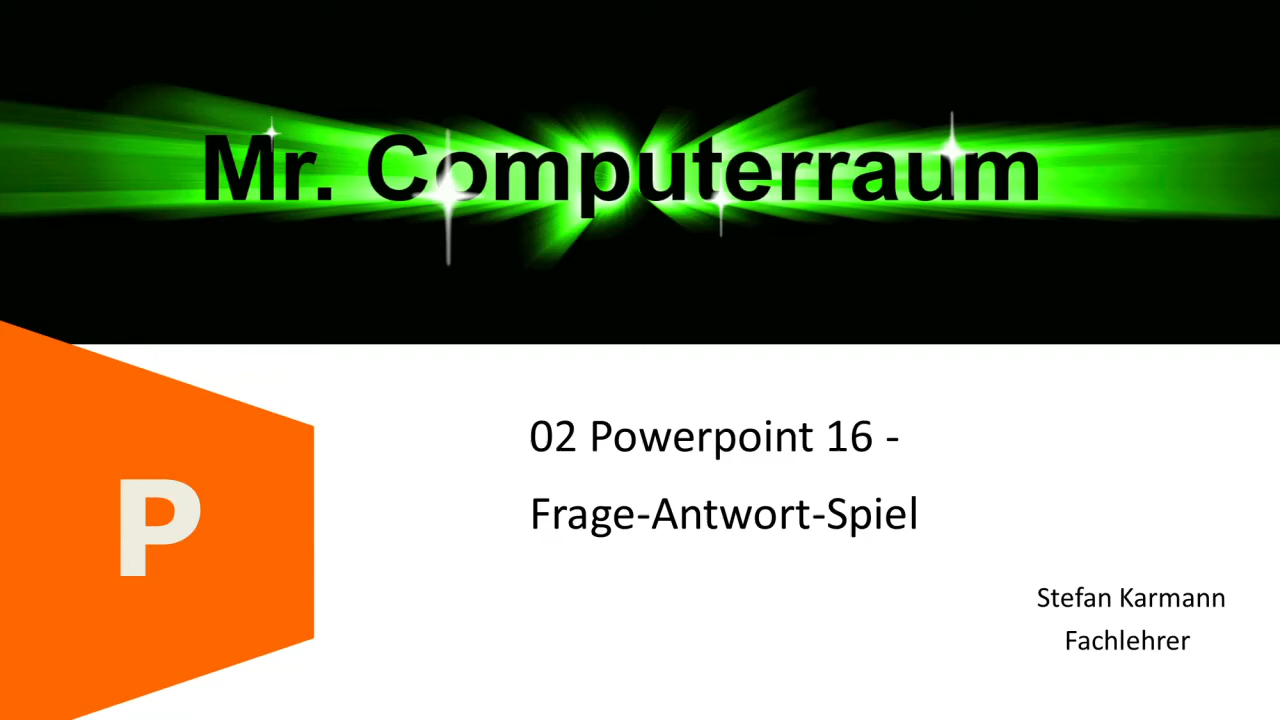 Mr. Computerraum
02 Powerpoint 16 -
Frage-Antwort-Spiel
P
Stefan Karmann
Fachlehrer